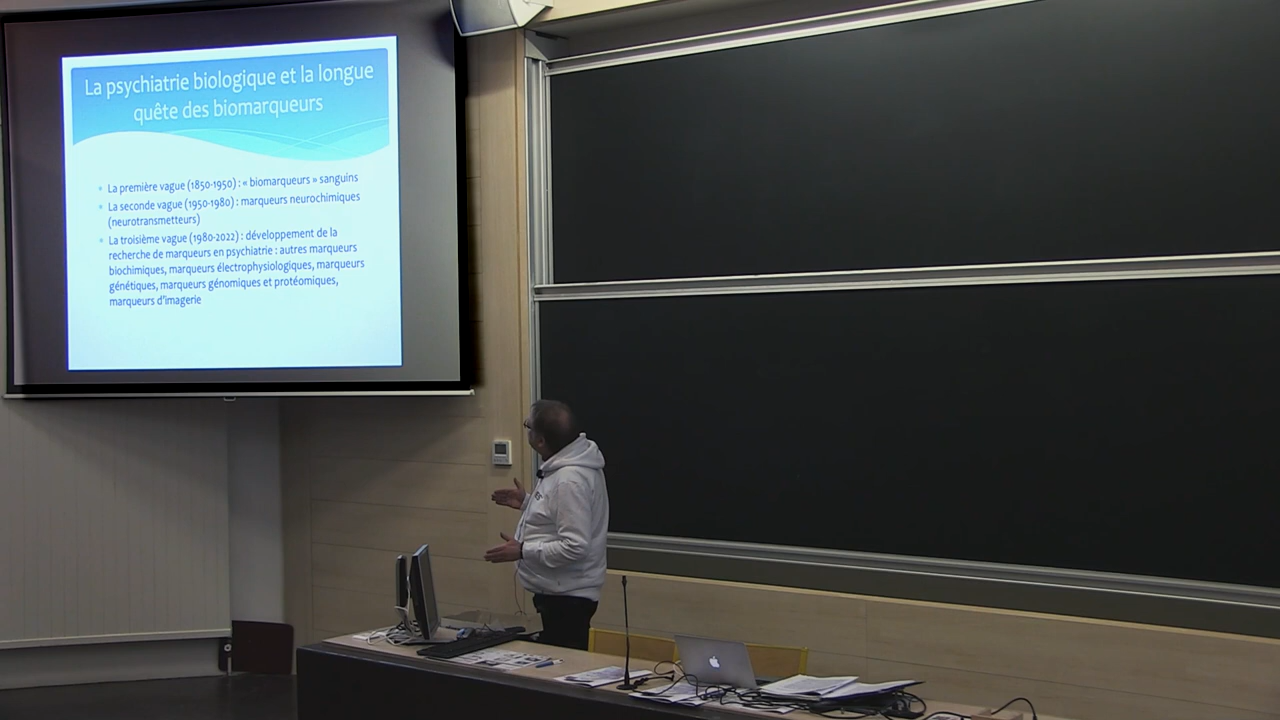 La psychiatrie biologique et la longue
quête des biomarqueurs
La première vague (1850-1950) : « biomarqueurs » sanguins
La seconde vague (1950-1980) : marqueurs neurochimiques
(neurotransmetteurs)
La troisième vague (1980-2022) : développement de la
recherche de marqueurs en psychiatrie : autres marqueurs
biochimiques, marqueurs électrophysiologiques, marqueurs
génétiques, marqueurs génomiques et protéomiques,
marqueurs d'imagerie